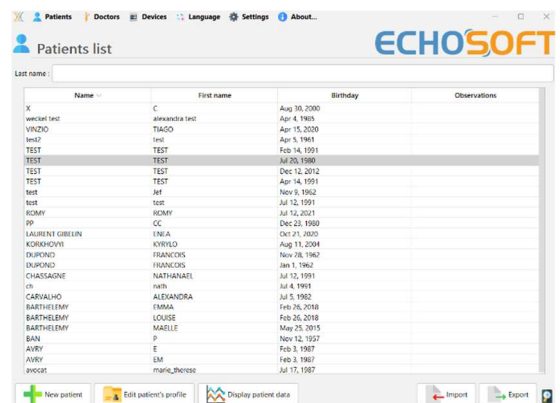 Patients Doctors Devices Language Settings About...
Patients list
ECHOSOFT
Last name :
Name First name Birthday Observations
X C Aug 30, 2000
weckel test alexandra test Apr 4, 1985
VINZIO TIAGO Apr 15, 2020
test2 test Apr 5, 1961
TEST TEST Feb 14, 1991
TEST TEST Jul 20, 1980
TEST TEST Dec 12, 2012
TEST TEST Apr 14, 1991
test Jef Nov 9, 1962
test test Jul 12, 1991
ROMY ROMY Jul 12, 2021
PP CC Dec 23, 1980
LAURENT GIBELIN ENEA Oct 21, 2020
KORKHOVYI KYRYLO Aug 11, 2004
DUPOND FRANCOIS Nov 28, 1962
DUPOND FRANCOIS Jan 1, 1962
CHASSAGNE NATHANAEL Jul 12, 1991
ch nath Jul 4, 1991
CARVALHO ALEXANDRA Jul 5, 1982
BARTHELEMY EMMA Feb 26, 2018
BARTHELEMY LOUISE Feb 26, 2018
BARTHELEMY MAELLE May 25, 2015
BAN P Nov 12, 1957
AVRY E Feb 3, 1987
AVRY EM Feb 3, 1987
avocat marie_therese Jul 17, 1987
New patient Edit patient's profile Display patient data Import Export